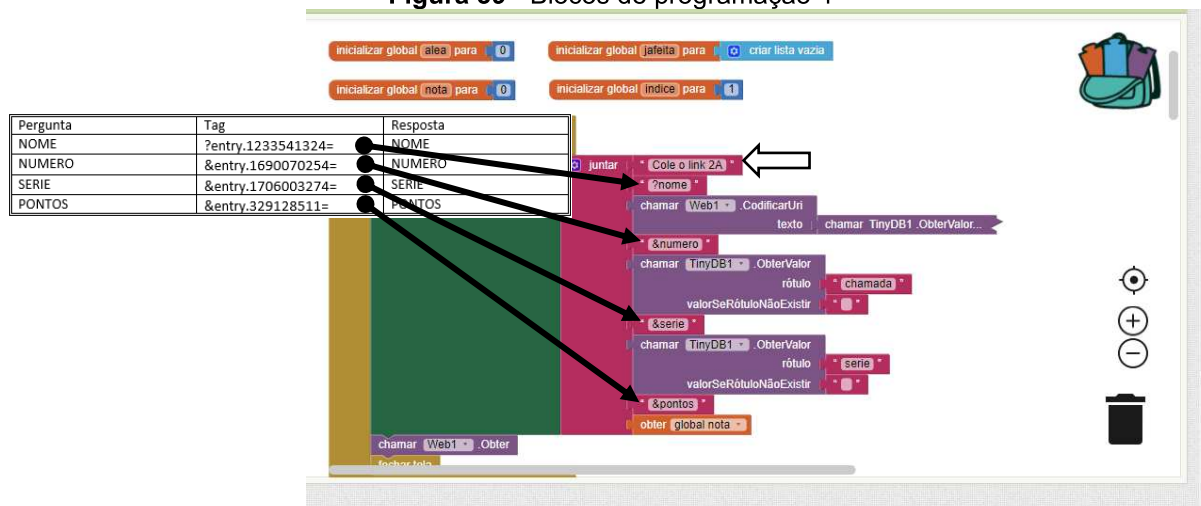 Figura 35 - Blocos de programação 4
inicializar global alea para 0
inicializar global jafeita para criar lista vazia
inicializar global nota para 0
inicializar global indice para 1
Pergunta Tag Resposta
NOME ?entry.1233541324= NOME
NUMERO &entry.1690070254= NUMERO
SERIE &entry.1706003274= SERIE
PONTOS &entry.329128511= PONTOS
juntar " Cole o link 2A "
" ?nome "
chamar Web1 .CodificarUri
texto chamar TinyDB1 .ObterValor...
" &numero "
chamar TinyDB1 .ObterValor
rótulo " chamada "
valorSeRótuloNãoExistir " "
" &serie "
chamar TinyDB1 .ObterValor
rótulo " serie "
valorSeRótuloNãoExistir " "
" &pontos "
obter global nota
chamar Web1 .Obter
fechar tela